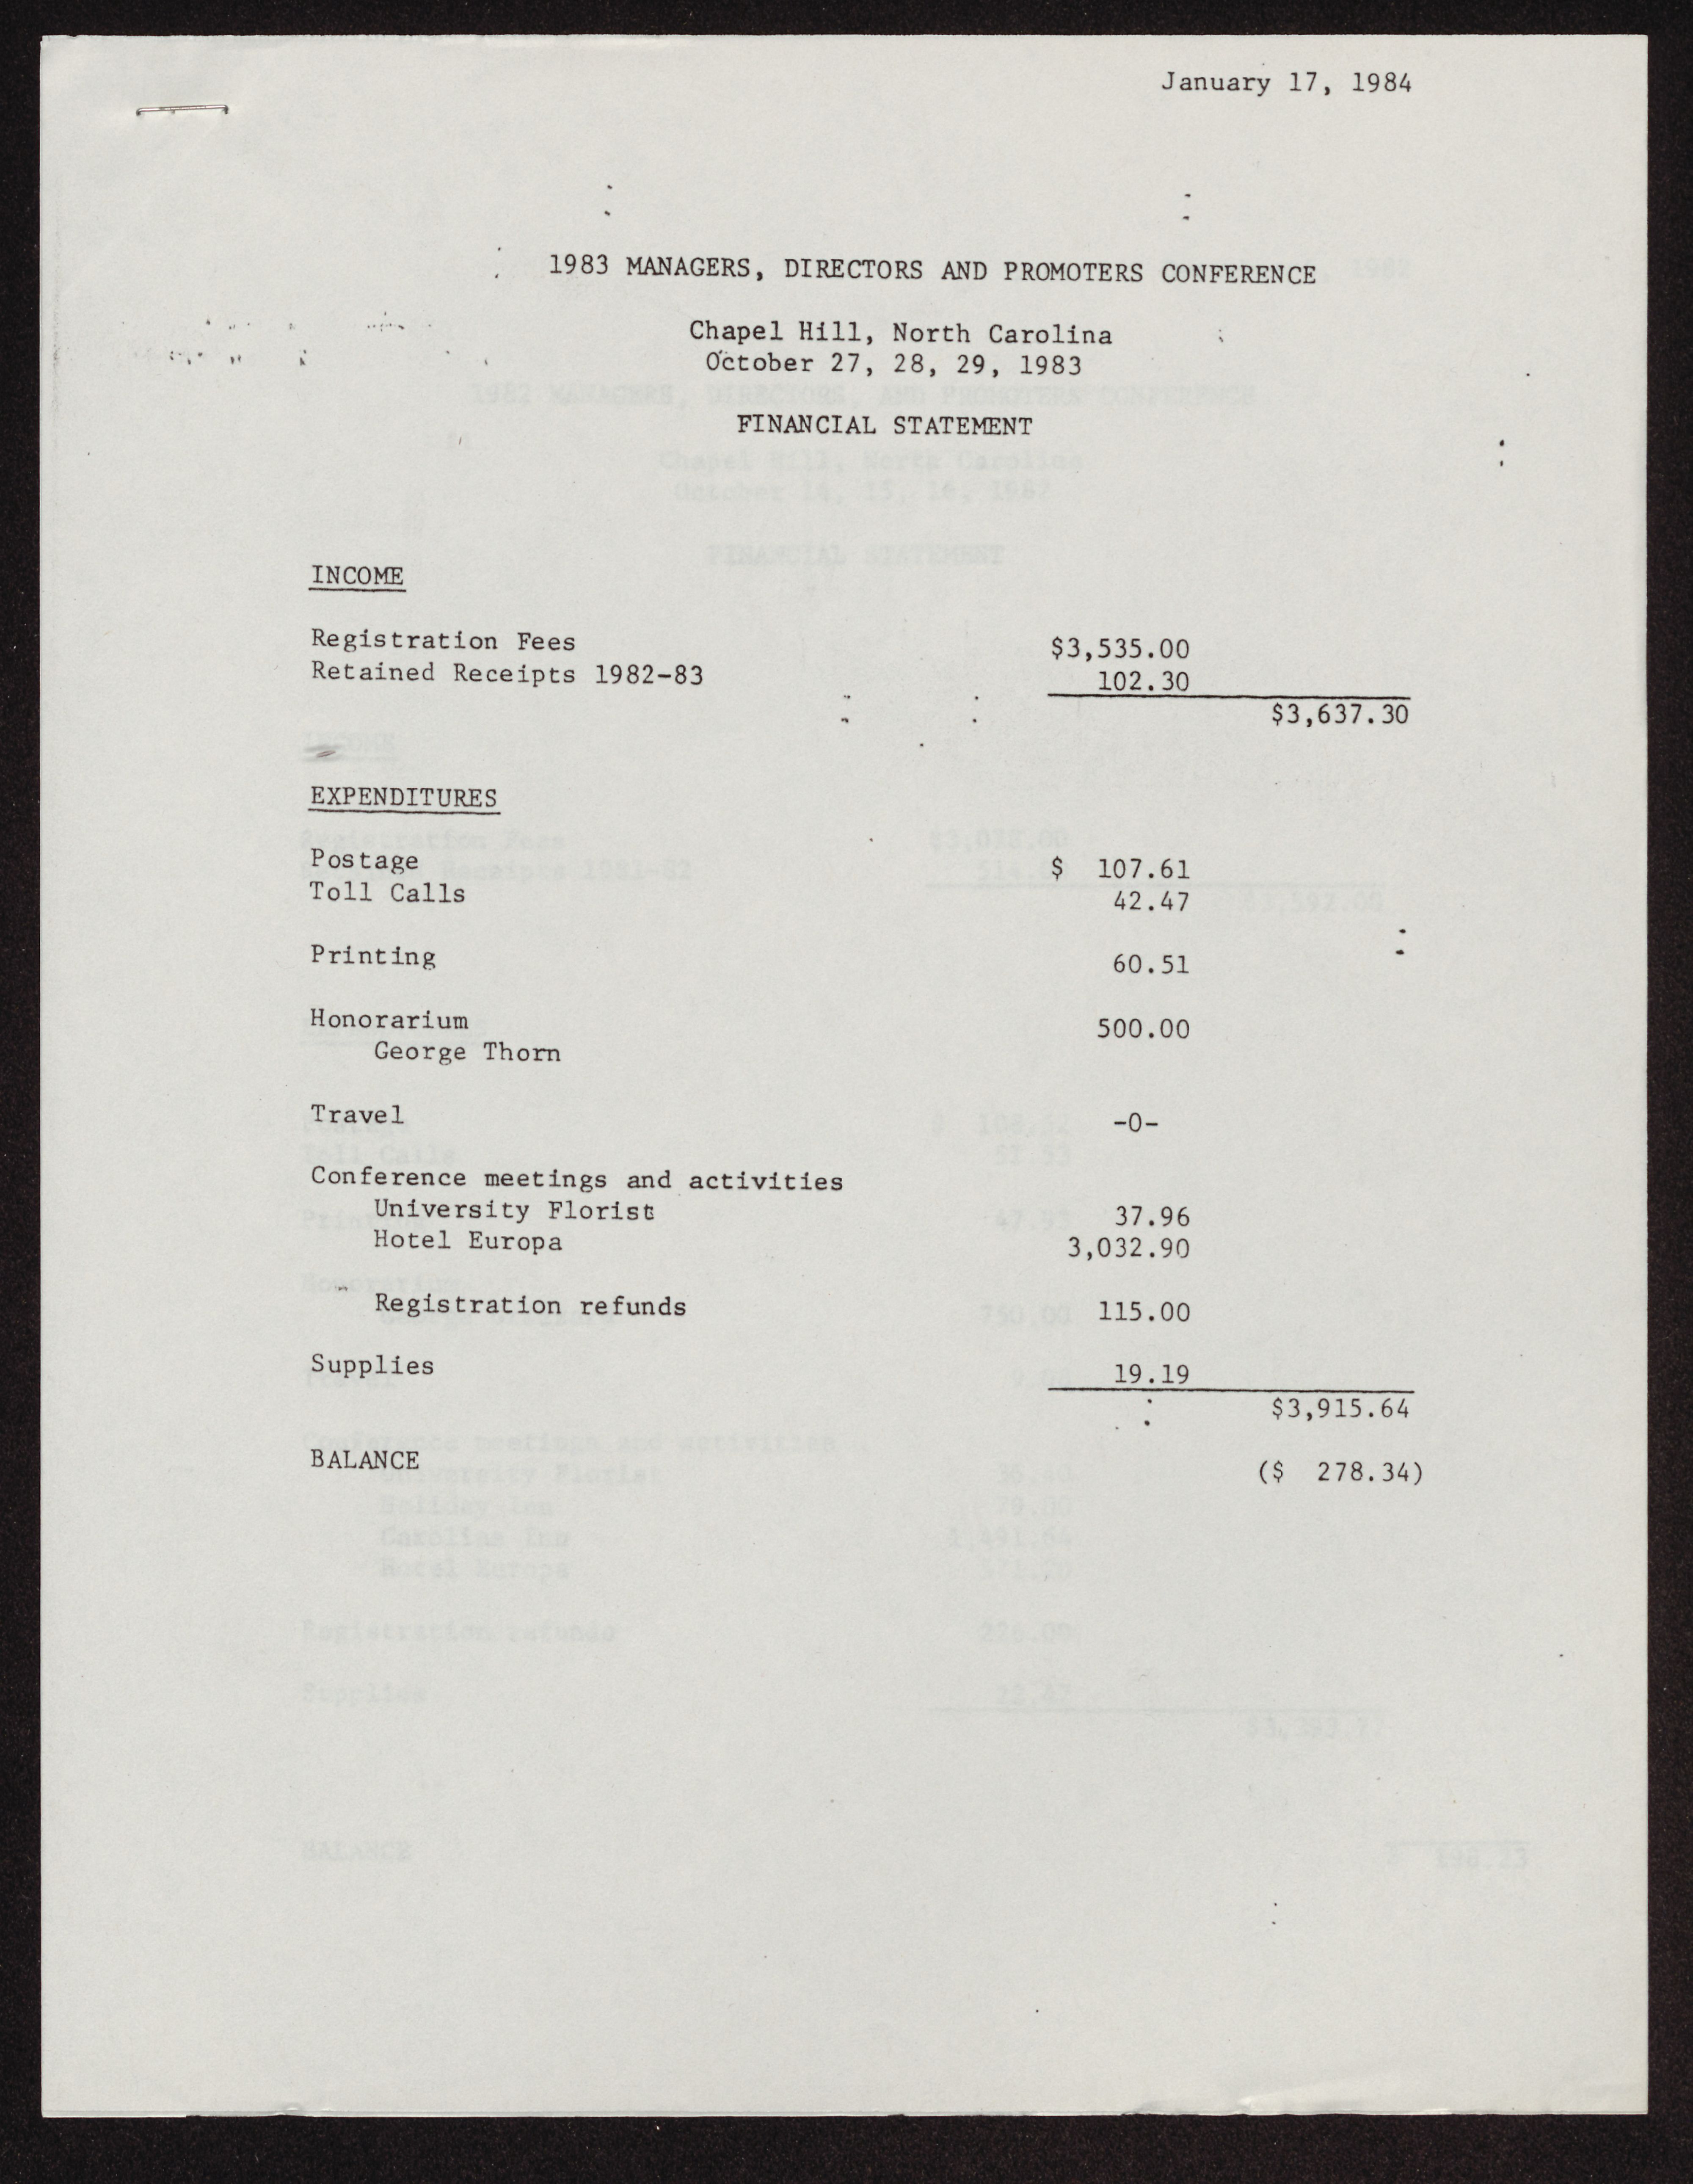 January 17, 1984
1983 MANAGERS, DIRECTORS AND PROMOTERS CONFERENCE
Chapel Hill, North Carolina
October 27, 28, 29, 1983
FINANCIAL STATEMENT
INCOME
Registration Fees $3,535.00
Retained Receipts 1982-83 102.30
$3,637.30
EXPENDITURES
Postage $ 107.61
Toll Calls 42.47
Printing 60.51
Honorarium 500.00
George Thorn
Travel -0-
Conference meetings and activities
University Florist 37.96
Hotel Europa 3,032.90
Registration refunds 115.00
Supplies 19.19
$3,915.64
BALANCE ($ 278.34)